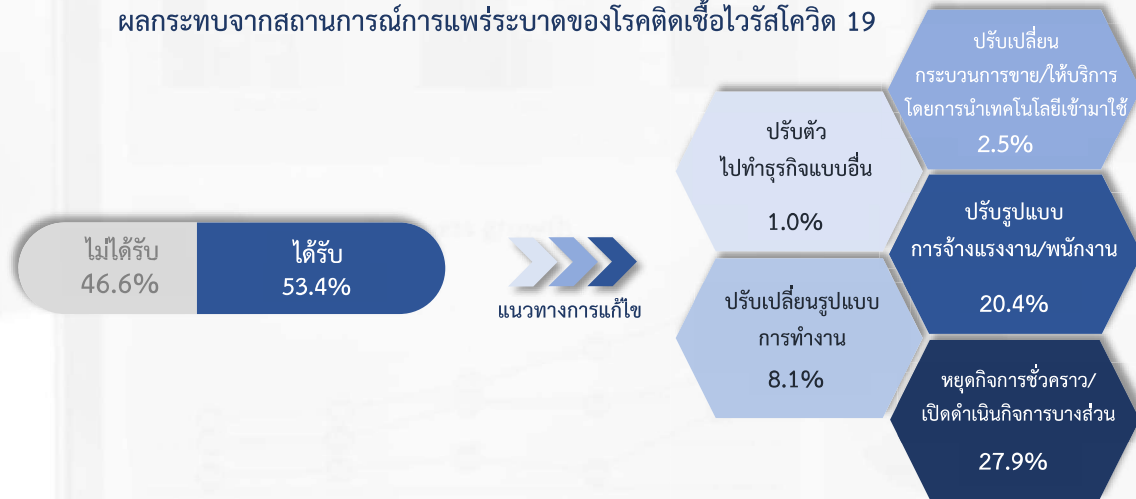 ผลกระทบจากสถานการณ์การแพร่ระบาดของโรคติดเชื้อไวรัสโควิด 19
ไม่ได้รับ
46.6%
ได้รับ
53.4%
แนวทางการแก้ไข
ปรับตัว
ไปทำธุรกิจแบบอื่น
1.0%
ปรับเปลี่ยนรูปแบบ
การทำงาน
8.1%
ปรับเปลี่ยน
กระบวนการขาย/ให้บริการ
โดยการนำเทคโนโลยีเข้ามาใช้
2.5%
ปรับรูปแบบ
การจ้างแรงงาน/พนักงาน
20.4%
หยุดกิจการชั่วคราว/
เปิดดำเนินกิจการบางส่วน
27.9%